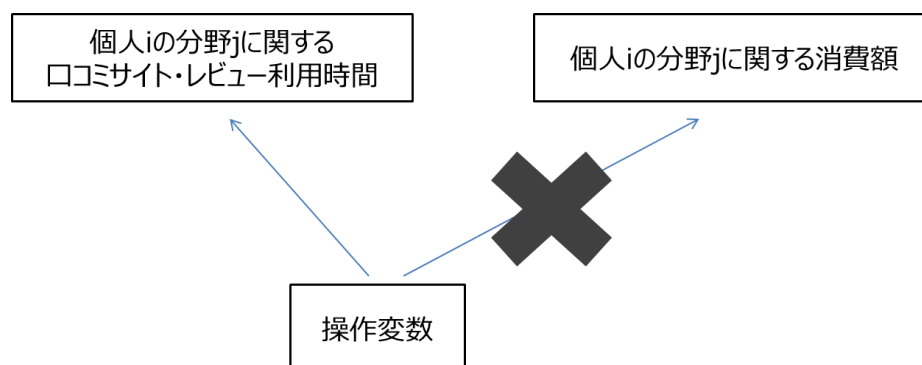 個人iの分野jに関する
口コミサイト・レビュー利用時間
個人iの分野jに関する消費額
操作変数